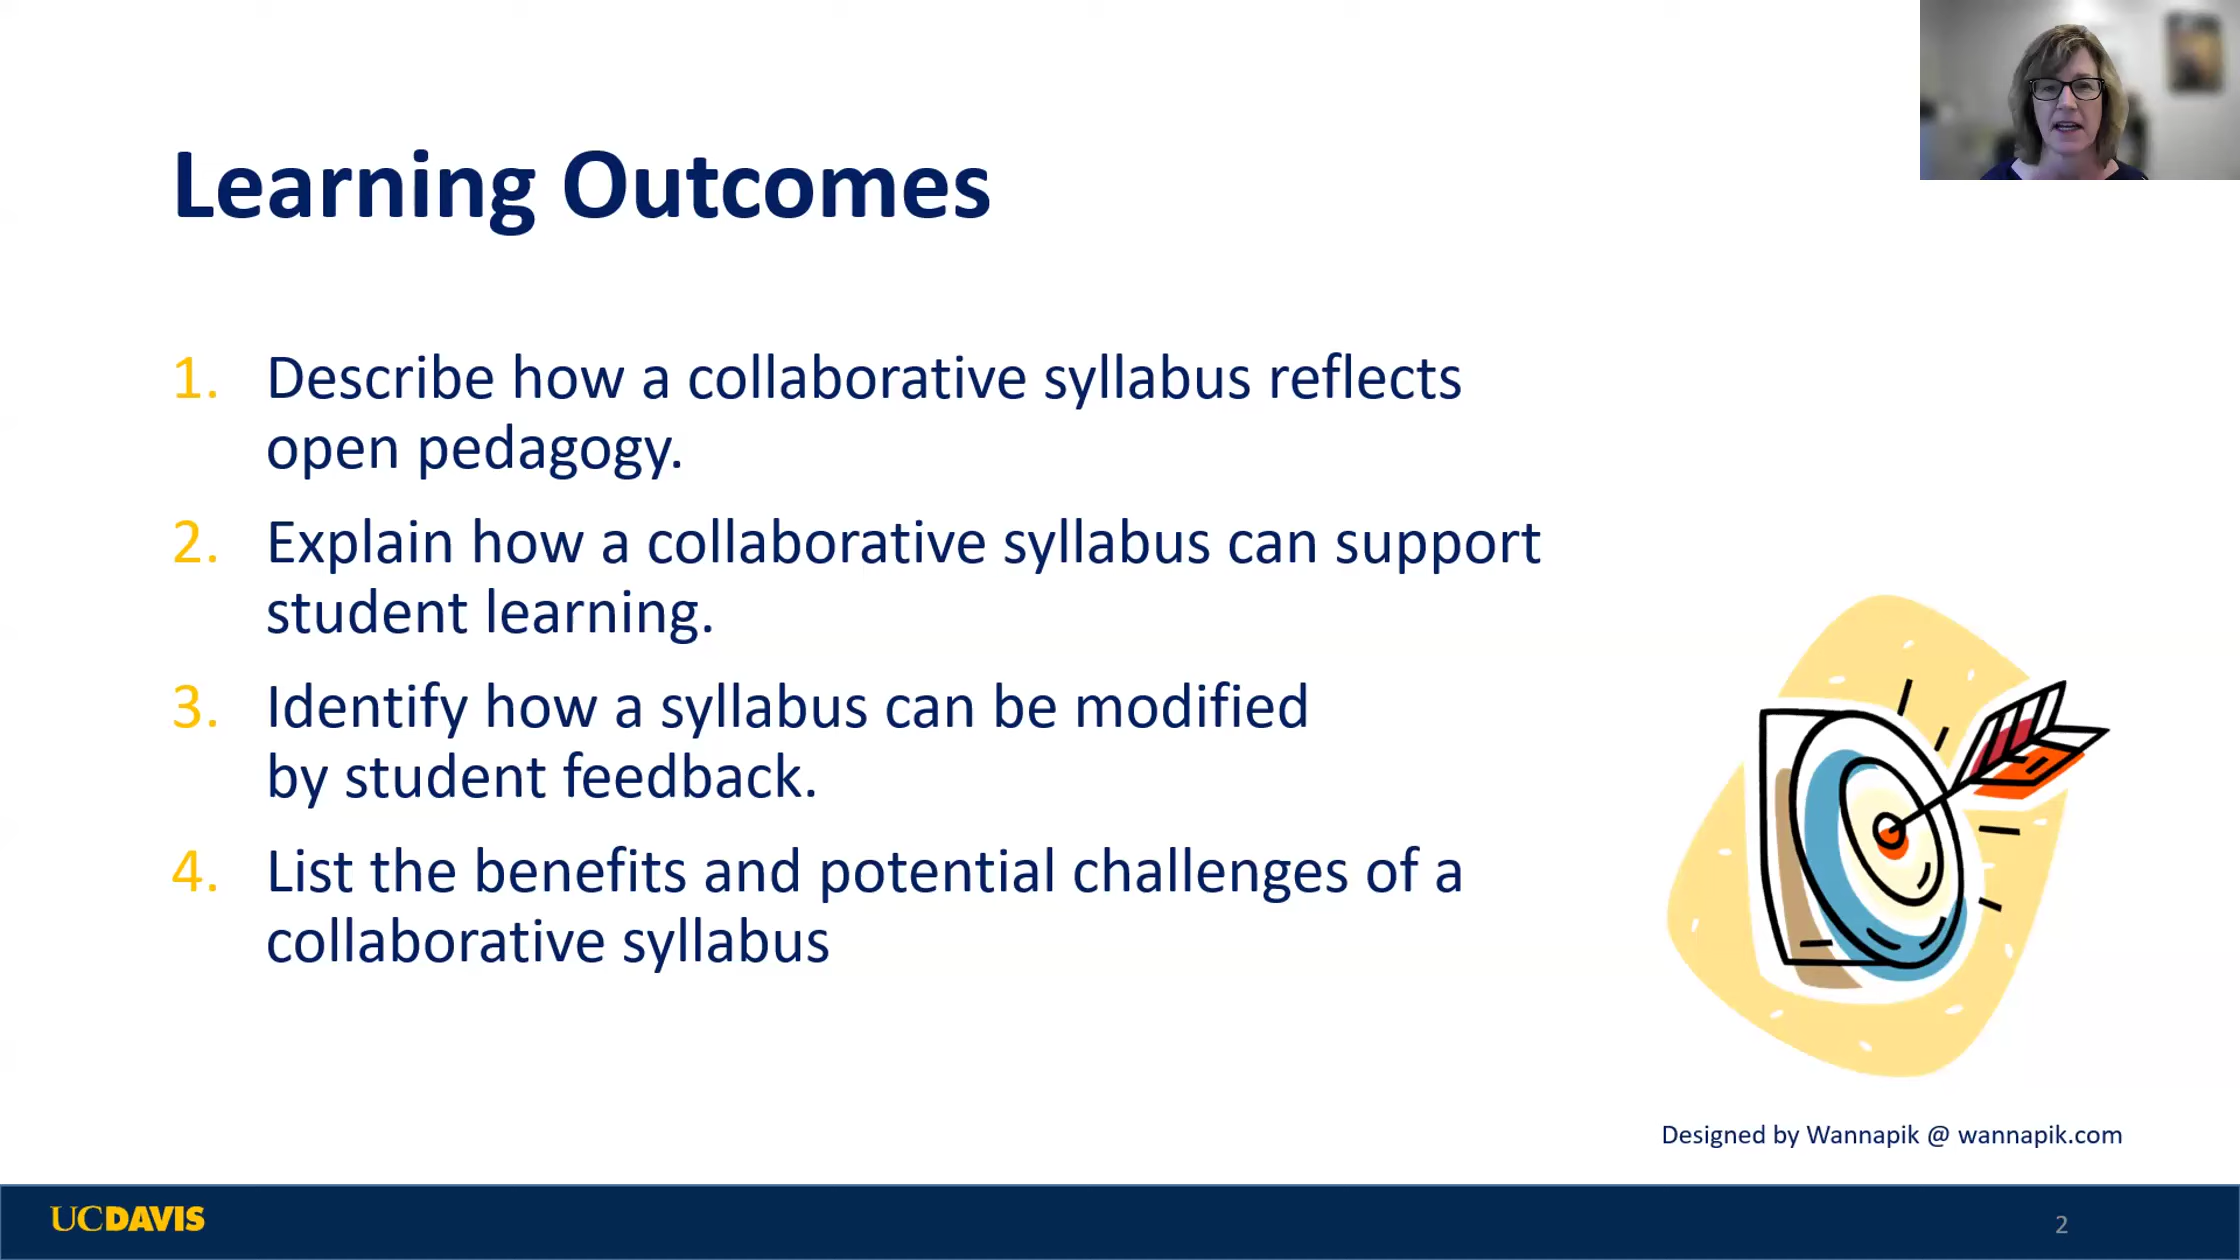 Learning Outcomes
1. Describe how a collaborative syllabus reflects
open pedagogy.
2. Explain how a collaborative syllabus can support
student learning.
3. Identify how a syllabus can be modified
by student feedback.
4. List the benefits and potential challenges of a
collaborative syllabus
Designed by Wannapik @ wannapik.com
UCDAVIS
2